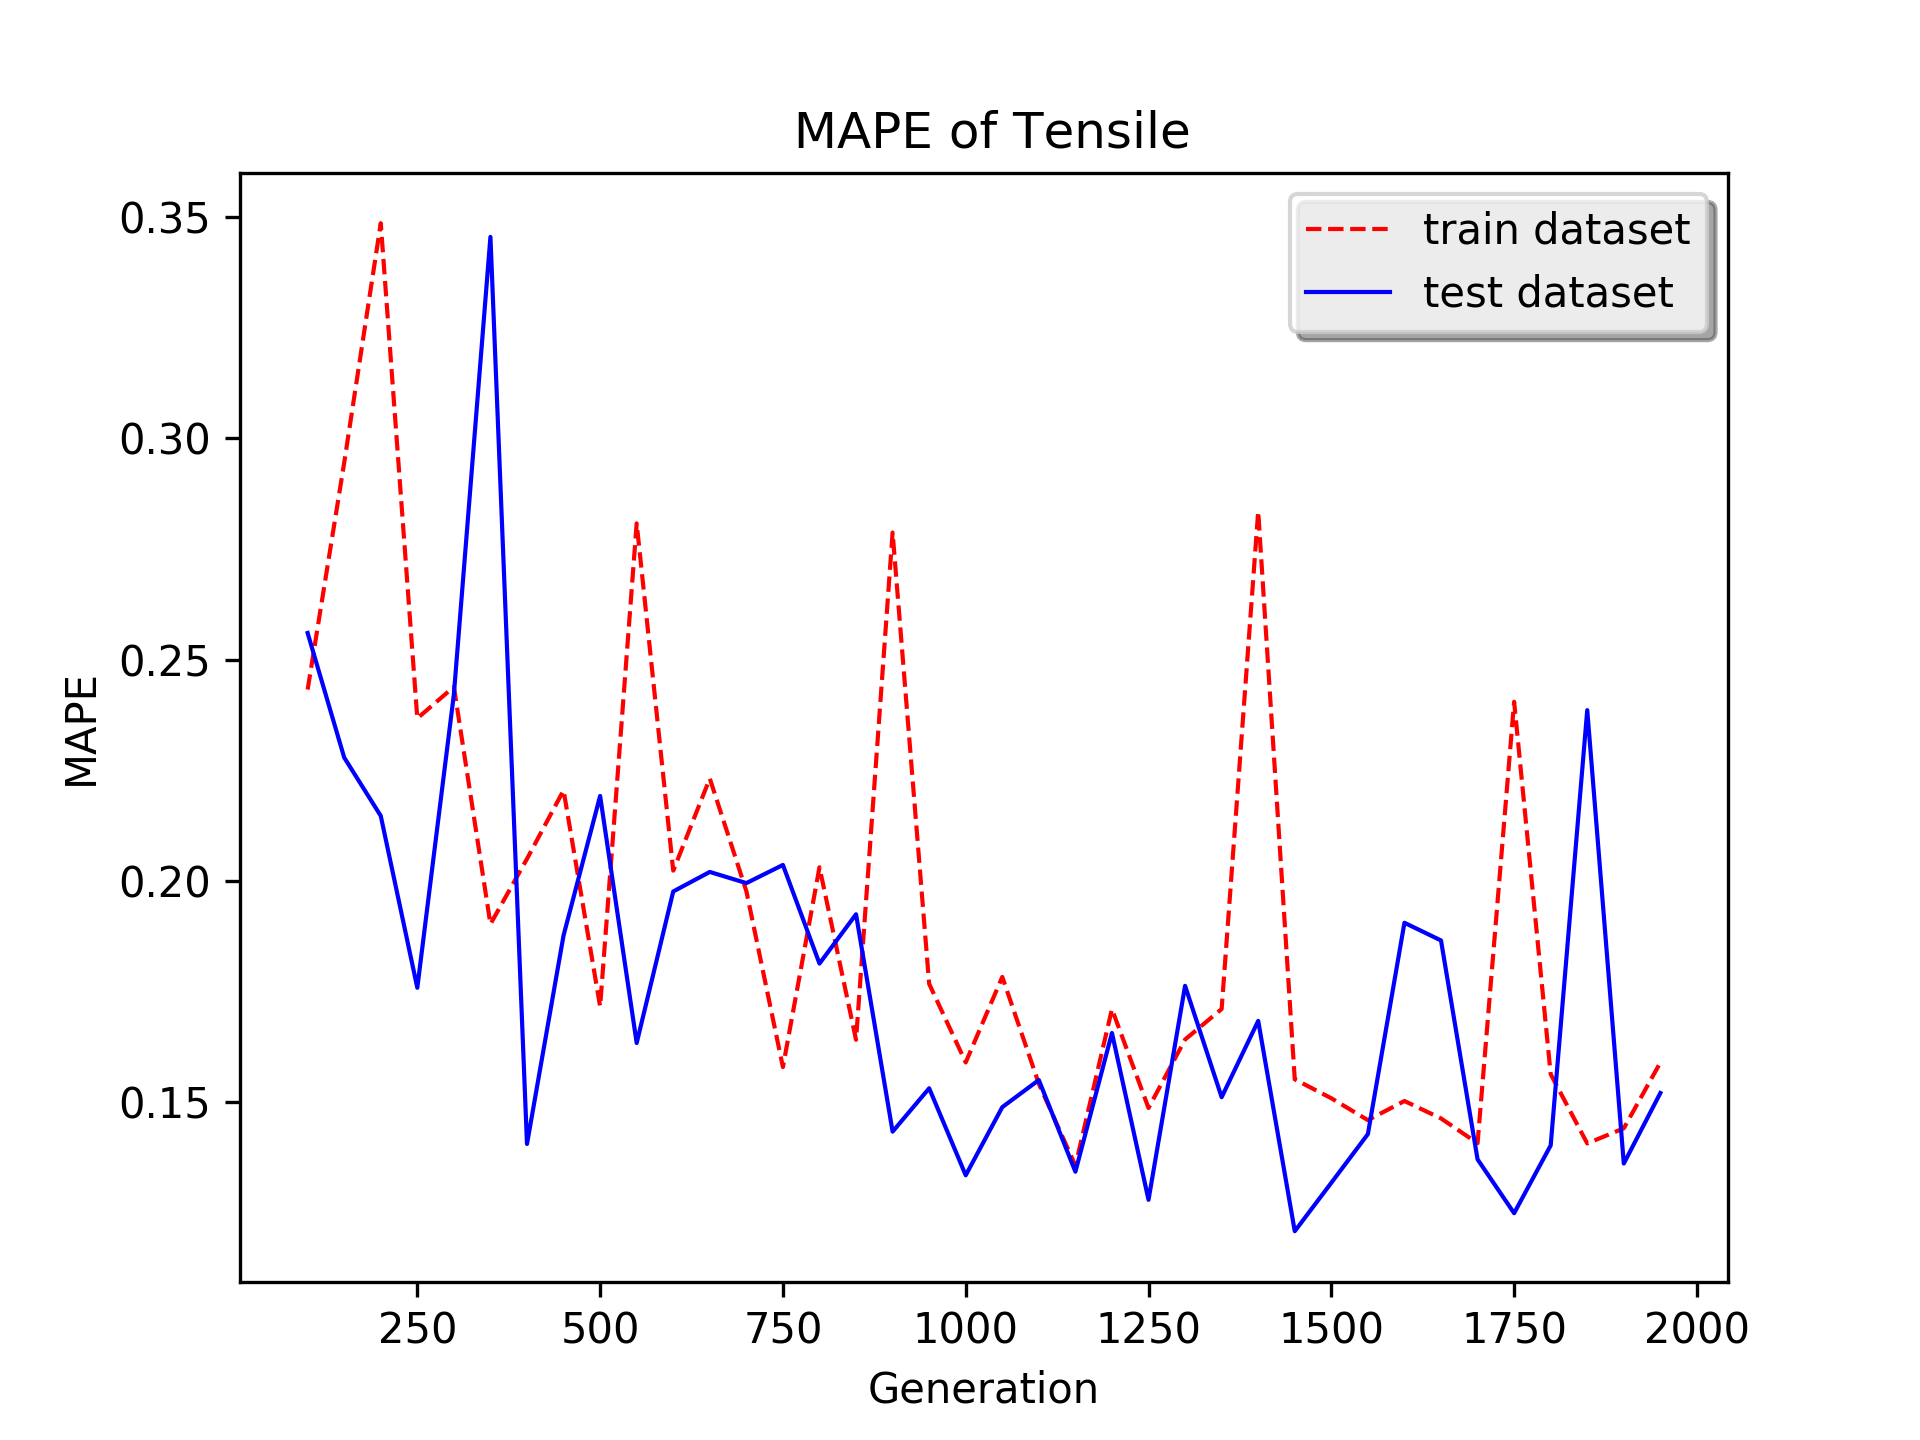 MAPE of Tensile
train dataset
test dataset
0.35
0.30
0.25
0.20
0.15
MAPE
250 500 750 1000 1250 1500 1750 2000
Generation